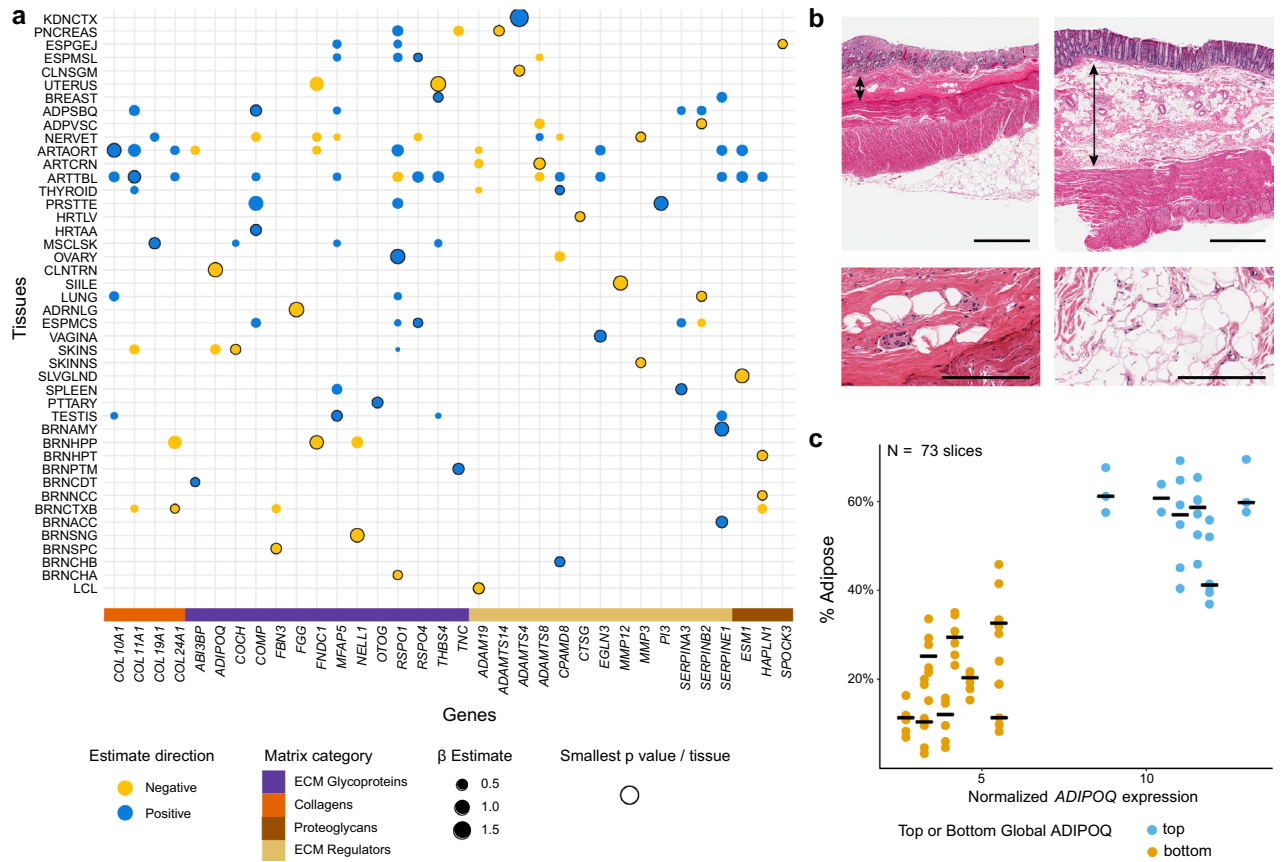 a
Tissues
KDNCTX
PNCREAS
ESPGEJ
ESPMSL
CLNSGM
UTERUS
BREAST
ADPSBQ
ADPVSC
NERVET
ARTAORT
ARTCRN
ARTTBL
THYROID
PRSTTE
HRTLV
HRTAA
MSCLSK
OVARY
CLNTRN
SIILE
LUNG
ADRNLG
ESPMCS
VAGINA
SKINS
SKINNS
SLVGLND
SPLEEN
PTTARY
TESTIS
BRNAMY
BRNHPP
BRNHPT
BRNPTM
BRNCDT
BRNNCC
BRNCTXB
BRNACC
BRNSNG
BRNSPC
BRNCHB
BRNCHA
LCL
COL10A1
COL11A1
COL19A1
COL24A1
ABI3BP
ADIPOQ
COCH
COMP
FBN3
FGG
FNDC1
MFAP5
NELL1
OTOG
RSPO1
RSPO4
THBS4
TNC
ADAM19
ADAMTS14
ADAMTS4
ADAMTS8
CPAMD8
CTSG
EGLN3
MMP12
MMP3
PI3
SERPINA3
SERPINB2
SERPINE1
ESM1
HAPLN1
SPOCK3
Genes
Estimate direction
Negative
Positive
Matrix category
ECM Glycoproteins
Collagens
Proteoglycans
ECM Regulators
β Estimate
0.5
1.0
1.5
Smallest p value / tissue
b
c
N = 73 slices
% Adipose
60%
40%
20%
5
10
Normalized ADIPOQ expression
Top or Bottom Global ADIPOQ
top
bottom